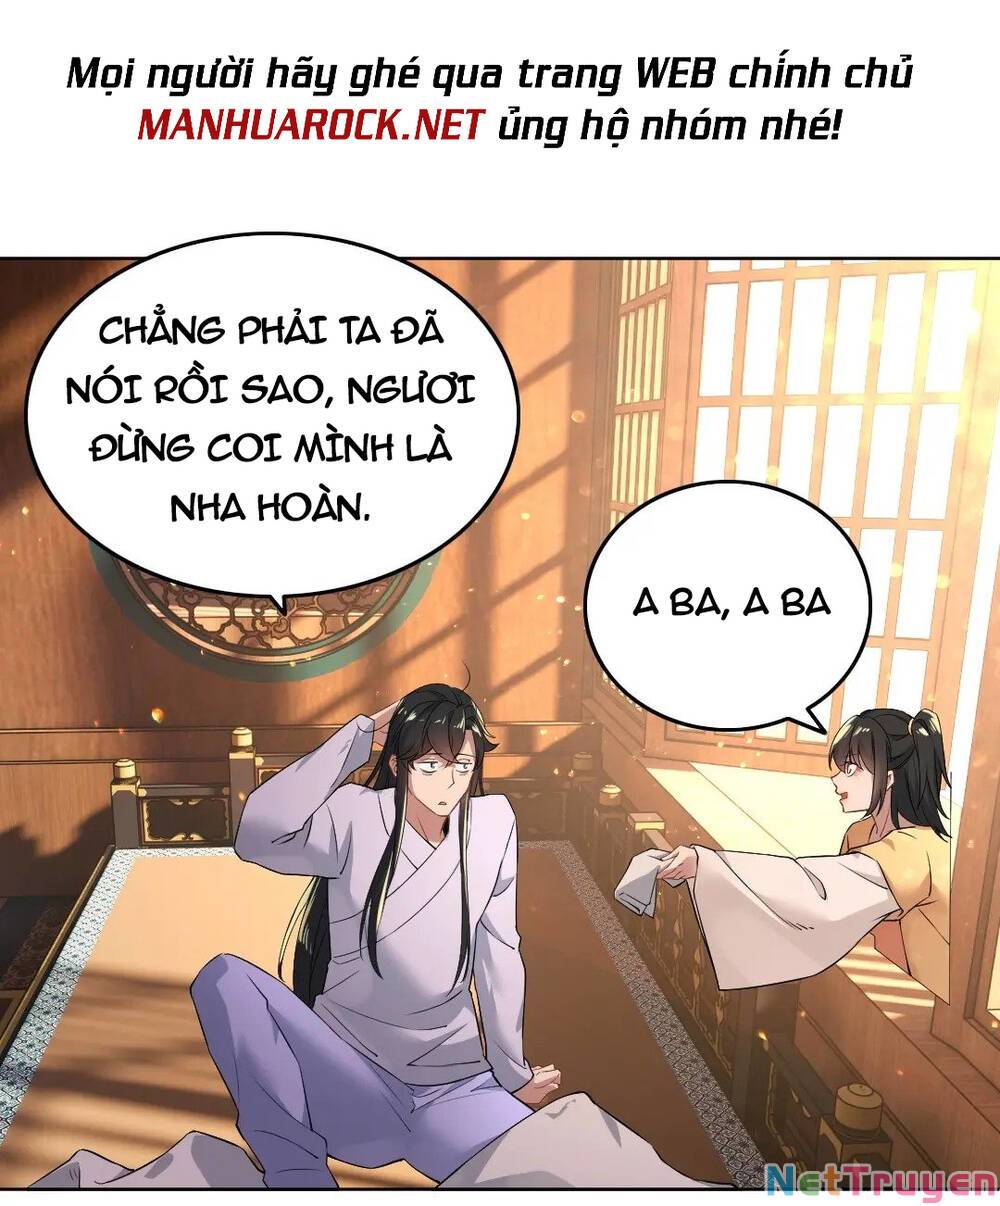 Mọi người hãy ghé qua trang WEB chính chủ
MANHUAROCK.NET ủng hộ nhóm nhé!
CHẲNG PHẢI TA ĐÃ
NÓI RỒI SAO, NGƯƠI
ĐỪNG COI MÌNH LÀ
NHA HOÀN.
A BA, A BA
NetTruyen